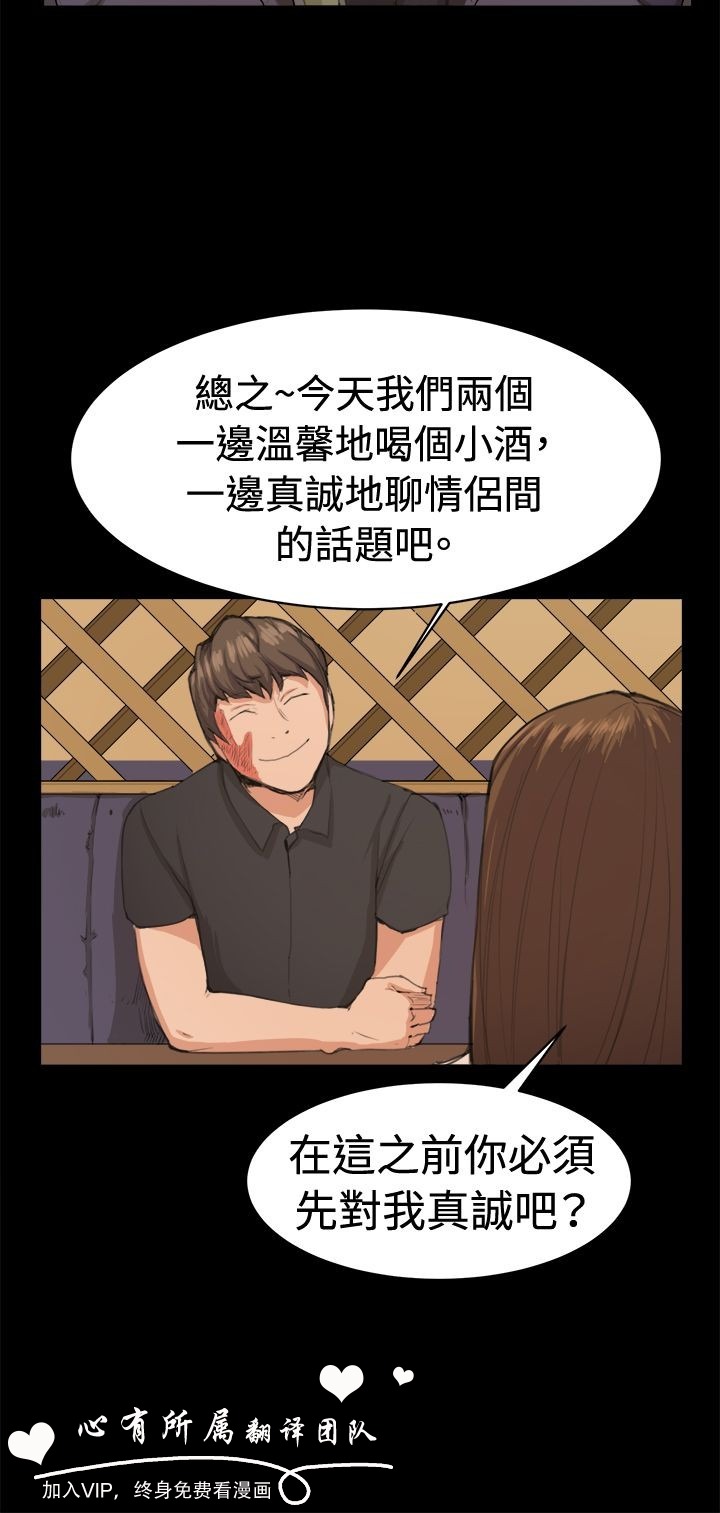 總之~今天我們兩個
一邊溫馨地喝個小酒，
一邊真誠地聊情侶間
的話題吧。
在這之前你必須
先對我真誠吧？
心有所属翻译团队
加入VIP，终身免费看漫画